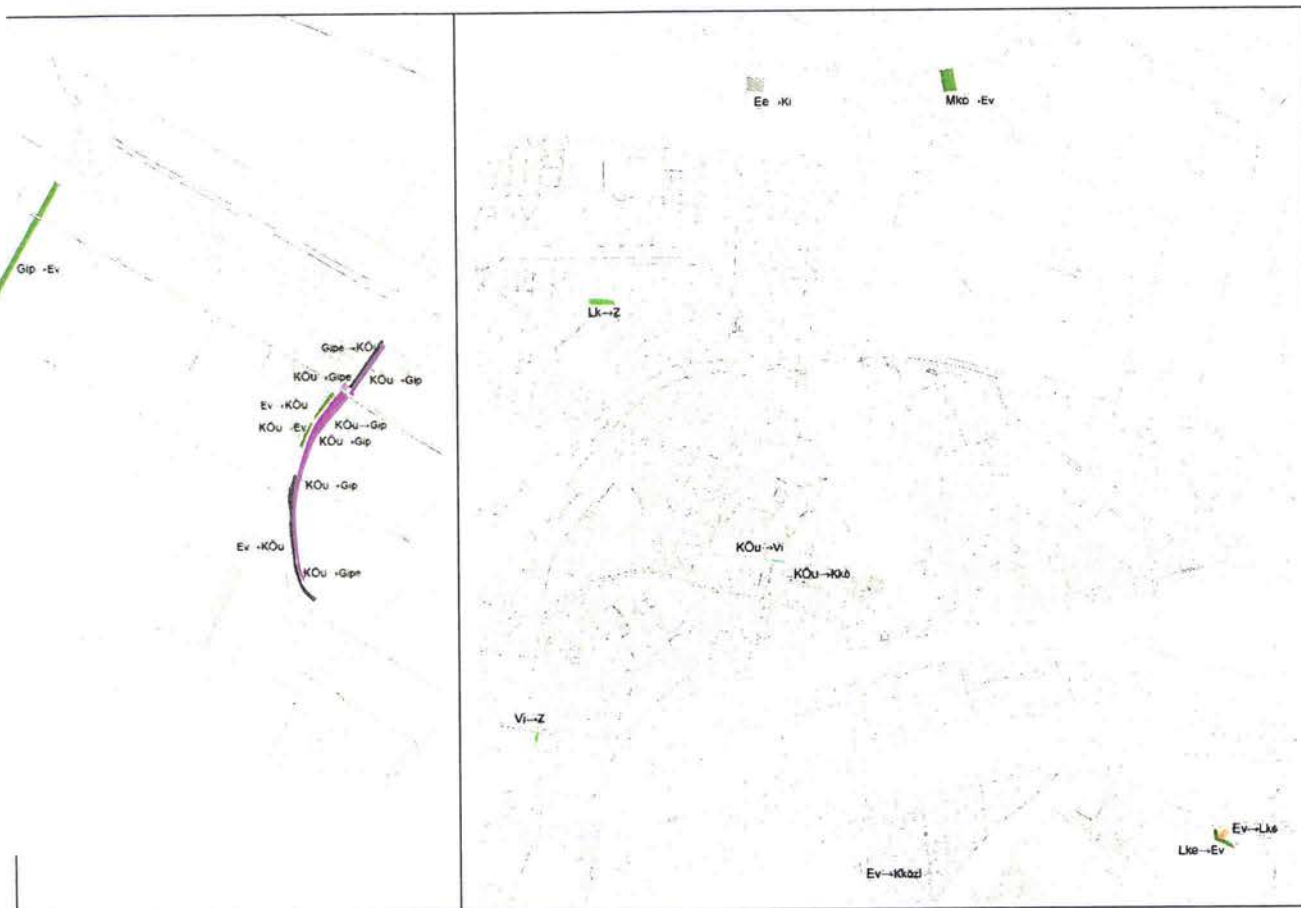 Gip→Ev
Gipe→KÖu
KÖu→Gipe
KÖu→Gip
Ev→KÖu
KÖu→Ev
KÖu→Gip
KÖu→Gip
KÖu→Gip
Ev→KÖu
KÖu→Gipe
Ee→Ki
Mkö→Ev
Lk→Z
KÖu→Vi
KÖu→Kkö
Vi→Z
Ev→Lke
Lke→Ev
Ev→Kközl